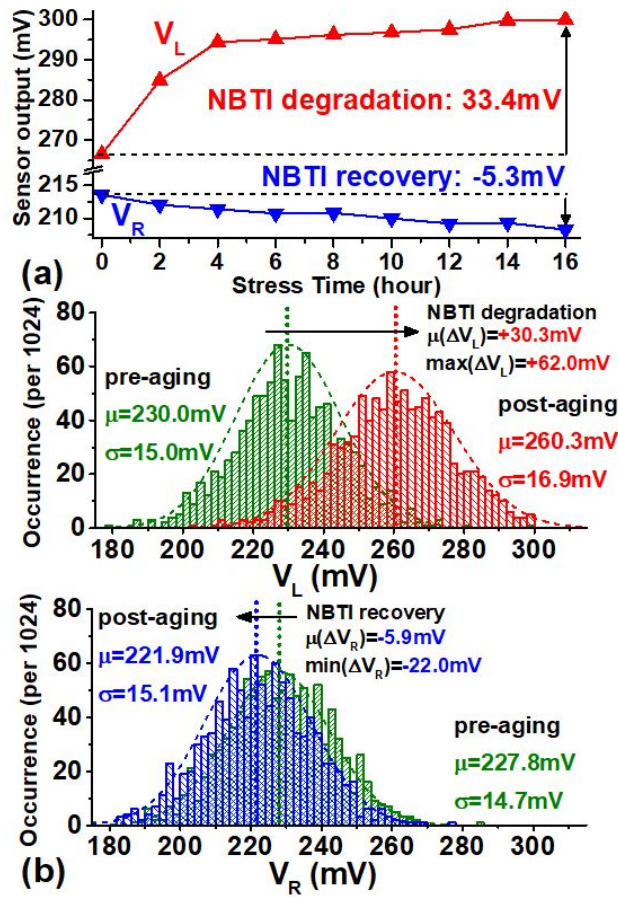 300
290
280
270
215
210
Sensor output (mV)
V_L
NBTI degradation: 33.4mV
NBTI recovery: -5.3mV
V_R
0 2 4 6 8 10 12 14 16
(a) Stress Time (hour)
80
60
40
20
0
Occurrence (per 1024)
NBTI degradation
μ(ΔV_L)=+30.3mV
max(ΔV_L)=+62.0mV
pre-aging
μ=230.0mV
σ=15.0mV
post-aging
μ=260.3mV
σ=16.9mV
180 200 220 240 260 280 300
V_L (mV)
80
60
40
20
0
Occurrence (per 1024)
post-aging
μ=221.9mV
σ=15.1mV
NBTI recovery
μ(ΔV_R)=-5.9mV
min(ΔV_R)=-22.0mV
pre-aging
μ=227.8mV
σ=14.7mV
180 200 220 240 260 280 300
(b) V_R (mV)